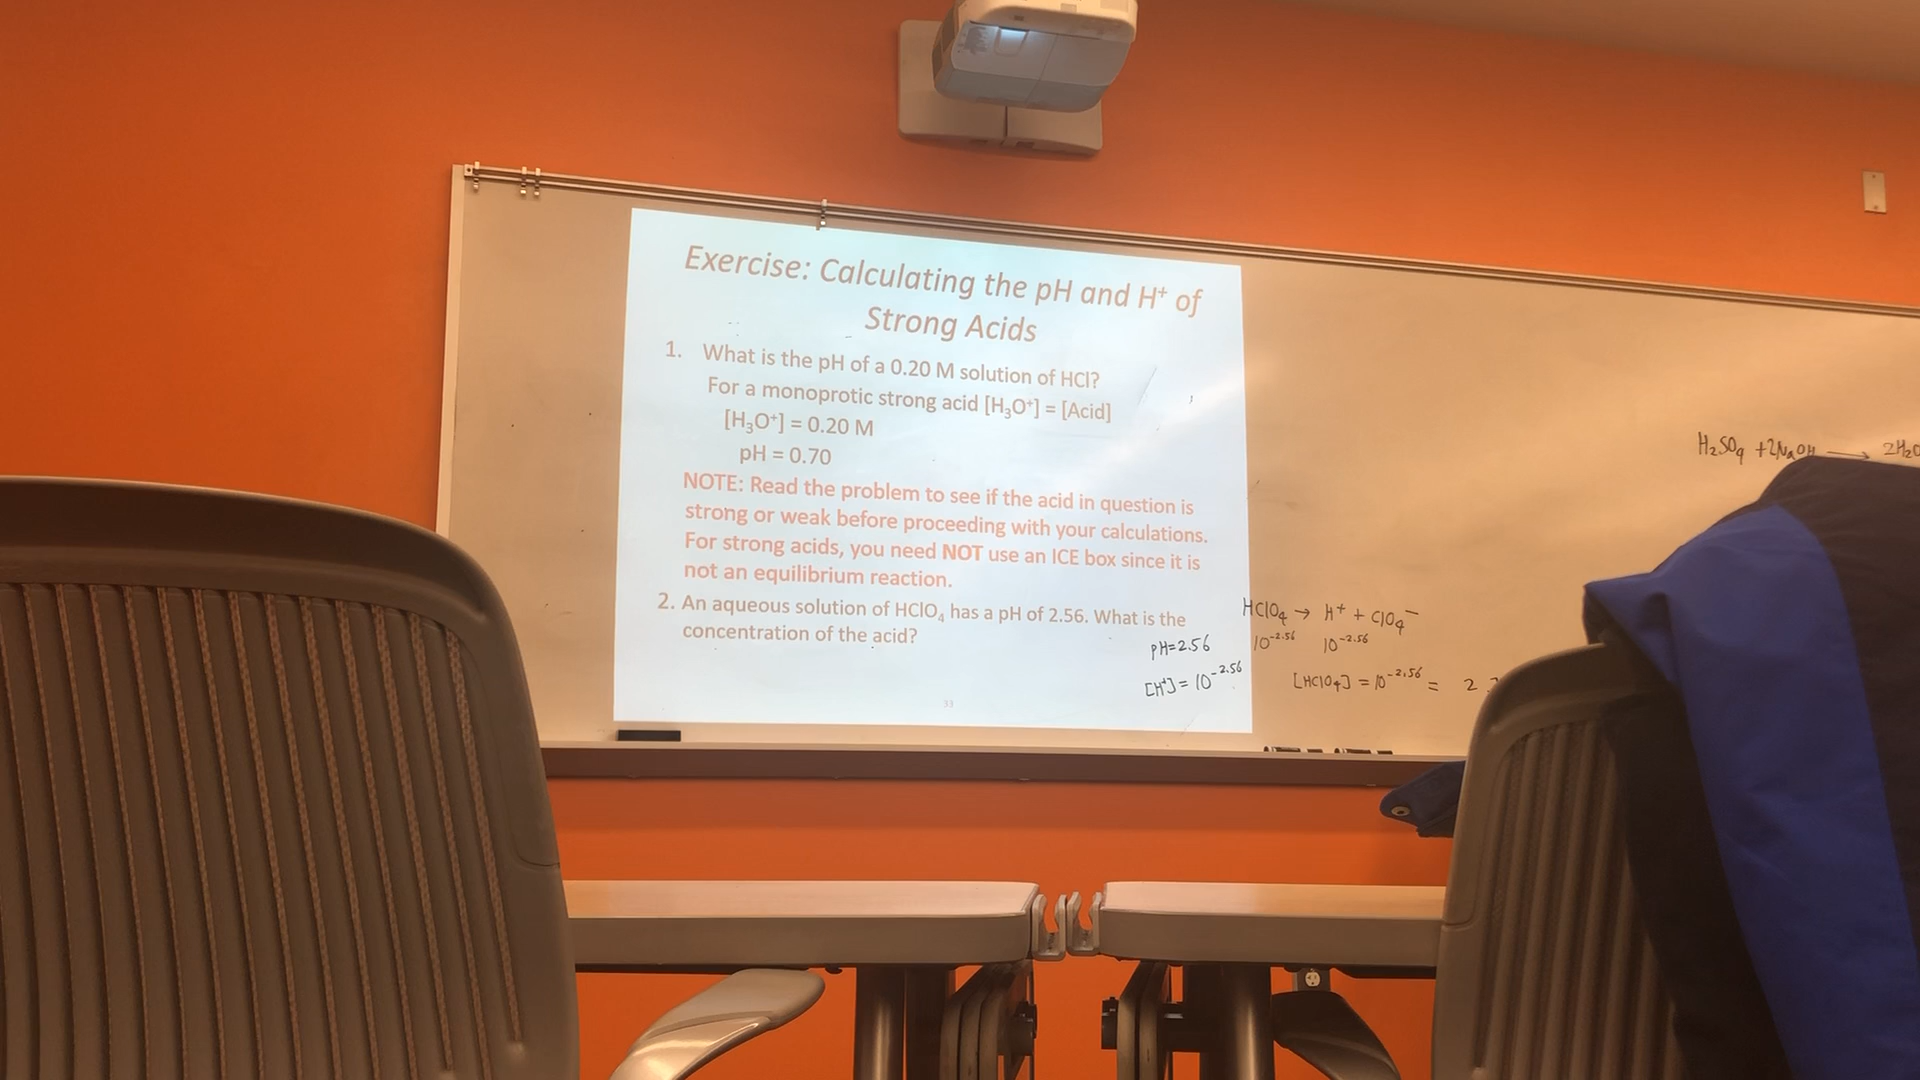 Exercise: Calculating the pH and H⁺ of
Strong Acids
1. What is the pH of a 0.20 M solution of HCl?
For a monoprotic strong acid [H₃O⁺] = [Acid]
[H₃O⁺] = 0.20 M
pH = 0.70
NOTE: Read the problem to see if the acid in question is
strong or weak before proceeding with your calculations.
For strong acids, you need NOT use an ICE box since it is
not an equilibrium reaction.
2. An aqueous solution of HClO₄ has a pH of 2.56. What is the
concentration of the acid?
33
pH=2.56
[H⁺] = 10⁻²·⁵⁶
HClO₄ → H⁺ + ClO₄⁻
10⁻²·⁵⁶ 10⁻²·⁵⁶
[HClO₄] = 10⁻²·⁵⁶ = 2.
H₂SO₄ + 2NaOH → 2H₂O